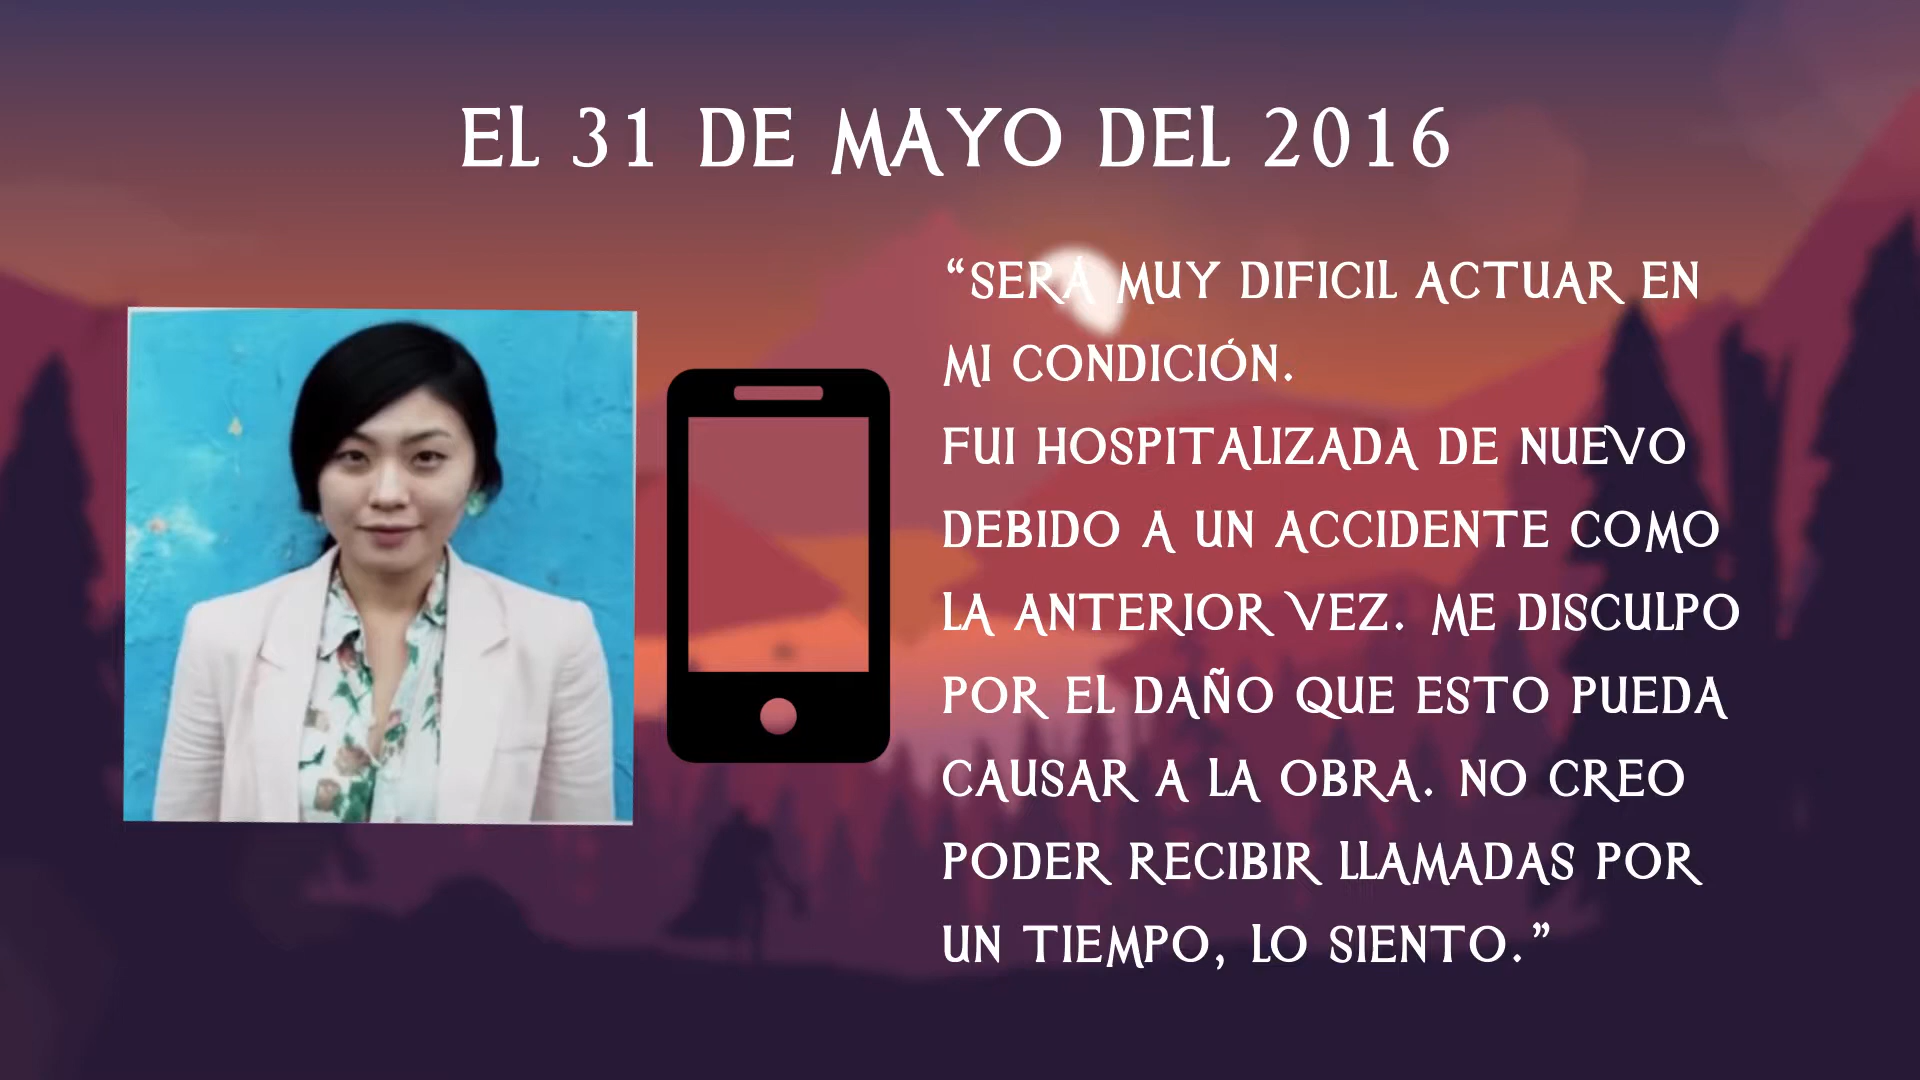 EL 31 DE MAYO DEL 2016
“SERÁ MUY DIFICIL ACTUAR EN
MI CONDICIÓN.
FUI HOSPITALIZADA DE NUEVO
DEBIDO A UN ACCIDENTE COMO
LA ANTERIOR VEZ. ME DISCULPO
POR EL DAÑO QUE ESTO PUEDA
CAUSAR A LA OBRA. NO CREO
PODER RECIBIR LLAMADAS POR
UN TIEMPO, LO SIENTO.”